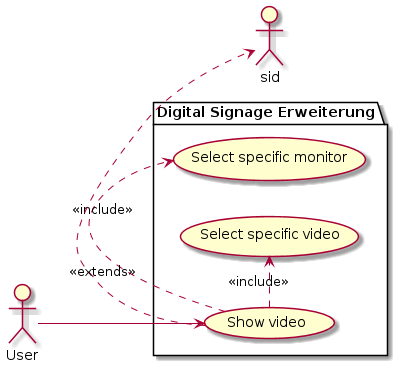 sid
Digital Signage Erweiterung
Select specific monitor
«include»
Select specific video
«extends»
«include»
Show video
User